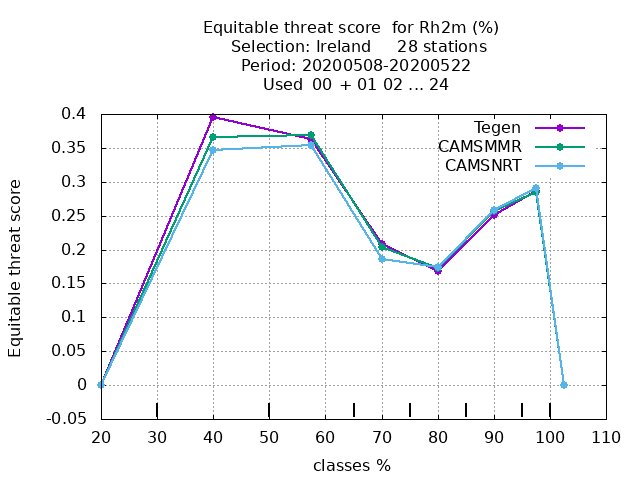 Equitable threat score  for Rh2m (%)
Selection: Ireland     28 stations
Period: 20200508-20200522
Used  00  + 01 02 ... 24
Equitable threat score
0.4
0.35
0.3
0.25
0.2
0.15
0.1
0.05
0
-0.05
Tegen
CAMSMMR
CAMSNRT
20 30 40 50 60 70 80 90 100 110
classes %